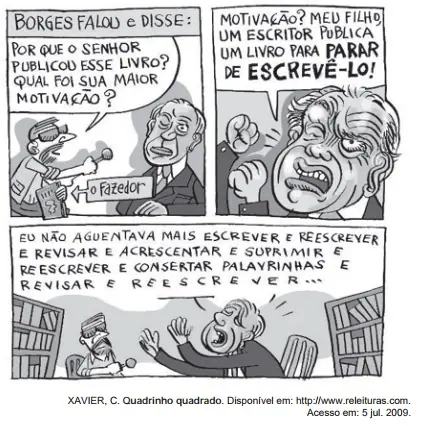 BORGES FALOU e DISSE:
POR QUE O SENHOR
PUBLICOU ESSE LIVRO?
QUAL FOI SUA MAIOR
MOTIVAÇÃO?
O Fazedor
MOTIVAÇÃO? MEU FILHO,
UM ESCRITOR PUBLICA
UM LIVRO PARA PARAR
DE ESCREVÊ-LO!
EU NÃO AGUENTAVA MAIS ESCREVER E REESCREVER
E REVISAR E ACRESCENTAR E SUPRIMIR E
REESCREVER E CONSERTAR PALAVRINHAS E
REVISAR E REESCREVER...
XAVIER, C. Quadrinho quadrado. Disponível em: http://www.releituras.com.
Acesso em: 5 jul. 2009.